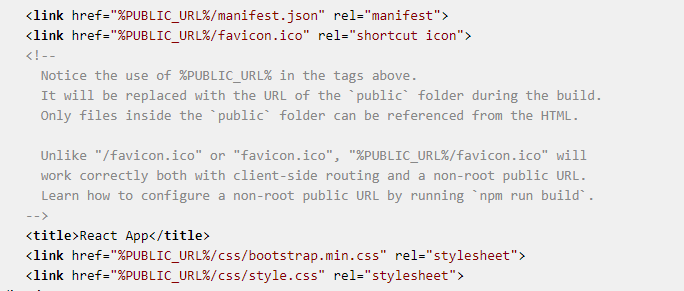 <link href="%PUBLIC_URL%/manifest.json" rel="manifest">
<link href="%PUBLIC_URL%/favicon.ico" rel="shortcut icon">
<!--
Notice the use of %PUBLIC_URL% in the tags above.
It will be replaced with the URL of the `public` folder during the build.
Only files inside the `public` folder can be referenced from the HTML.
Unlike "/favicon.ico" or "favicon.ico", "%PUBLIC_URL%/favicon.ico" will
work correctly both with client-side routing and a non-root public URL.
Learn how to configure a non-root public URL by running `npm run build`.
-->
<title>React App</title>
<link href="%PUBLIC_URL%/css/bootstrap.min.css" rel="stylesheet">
<link href="%PUBLIC_URL%/css/style.css" rel="stylesheet">